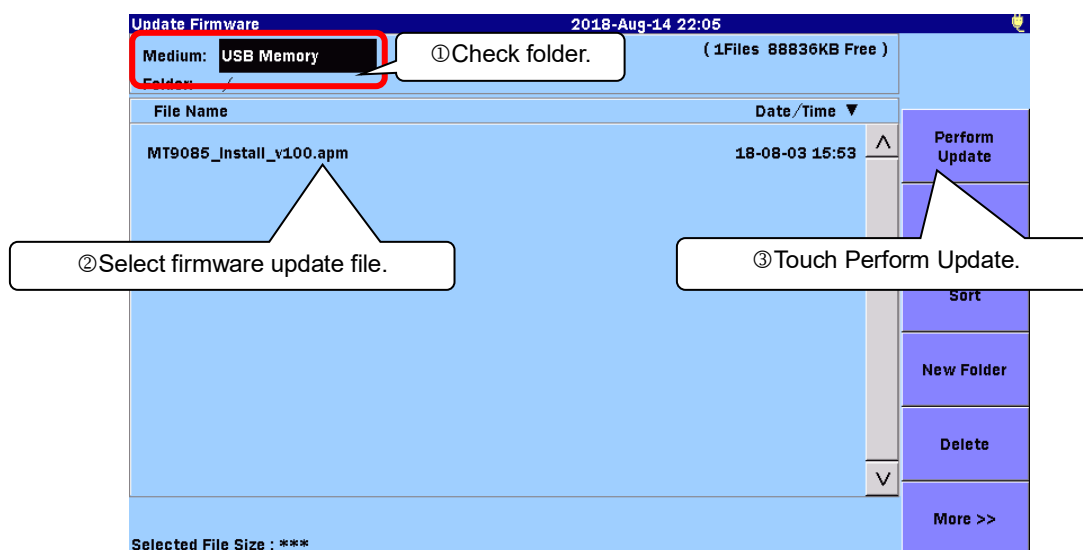 Update Firmware 2018-Aug-14 22:05
Medium: USB Memory
(1Files 88836KB Free)
①Check folder.
Folder: /
File Name Date/Time ▼
MT9085_Install_v100.apm 18-08-03 15:53
Perform
Update
②Select firmware update file.
③Touch Perform Update.
Sort
New Folder
Delete
More >>
Selected File Size : ***